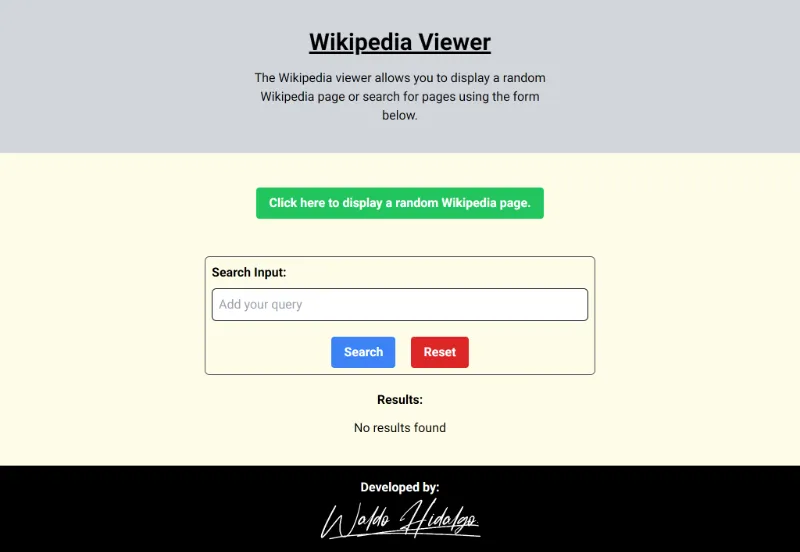 Wikipedia Viewer
The Wikipedia viewer allows you to display a random
Wikipedia page or search for pages using the form
below.
Click here to display a random Wikipedia page.
Search Input:
Add your query
Search
Reset
Results:
No results found
Developed by:
Waldo Hidalgo